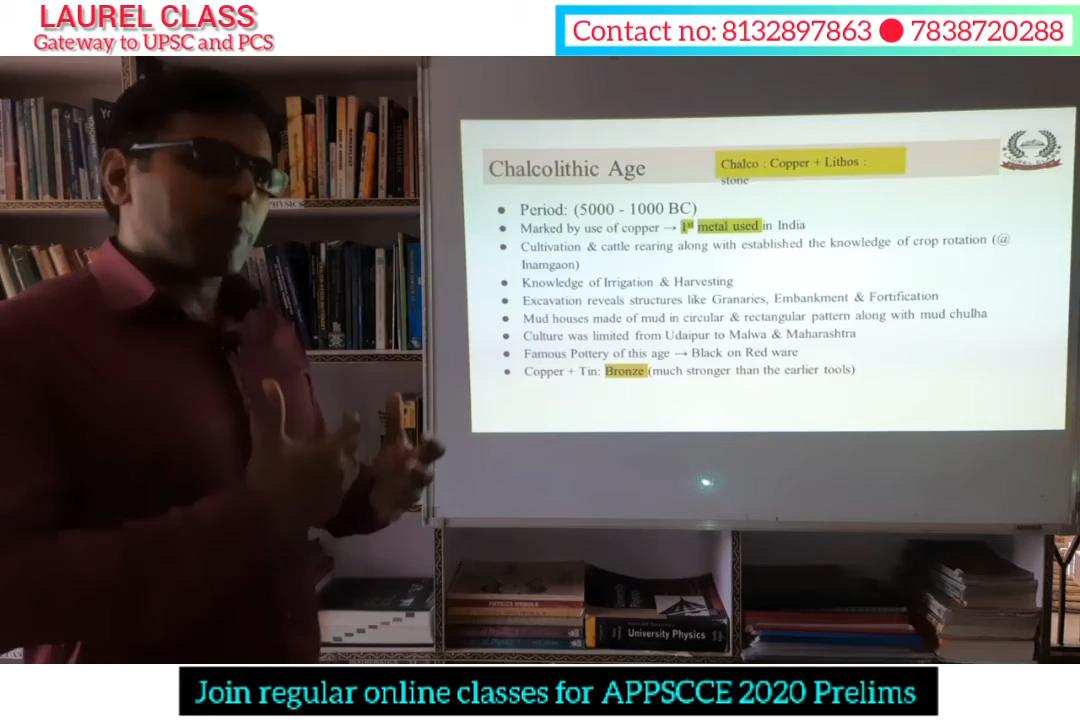 LAUREL CLASS
Gateway to UPSC and PCS
Contact no: 8132897863 🔴 7838720288
Chalcolithic Age
Chalco : Copper + Lithos :
stone
● Period: (5000 - 1000 BC)
● Marked by use of copper → 1st metal used in India
● Cultivation & cattle rearing along with established the knowledge of crop rotation (@
Inamgaon)
● Knowledge of Irrigation & Harvesting
● Excavation reveals structures like Granaries, Embankment & Fortification
● Mud houses made of mud in circular & rectangular pattern along with mud chulha
● Culture was limited from Udaipur to Malwa & Maharashtra
● Famous Pottery of this age → Black on Red ware
● Copper + Tin: Bronze (much stronger than the earlier tools)
PHYSICS
University Physics
Join regular online classes for APPSCCE 2020 Prelims